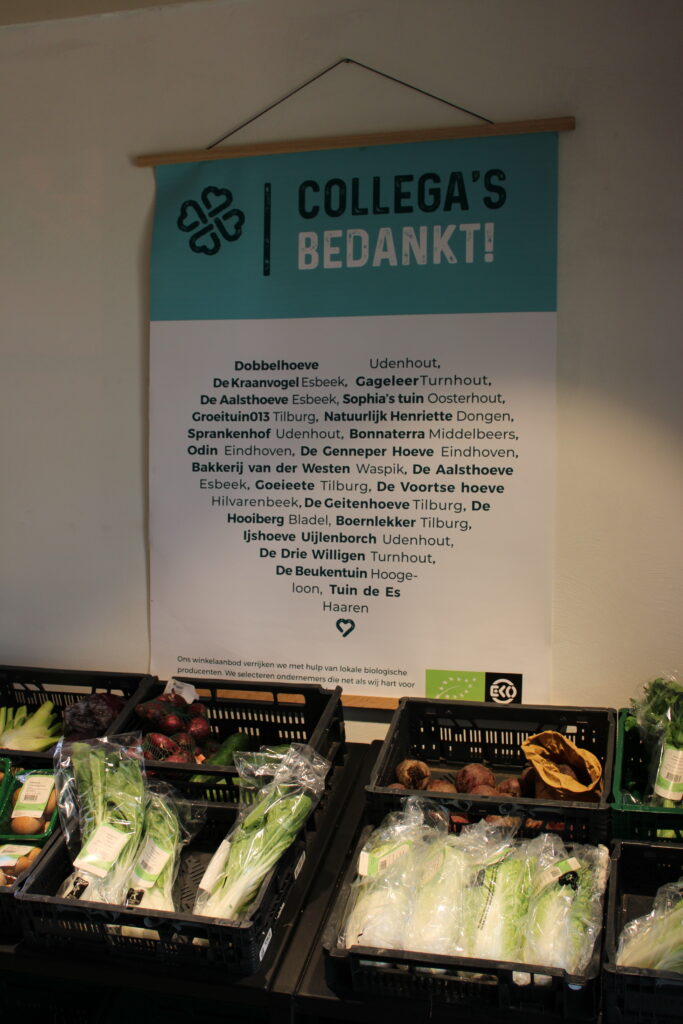 COLLEGA'S
BEDANKT!
Dobbelhoeve Udenhout,
De Kraanvogel Esbeek, Gageleer Turnhout,
De Aalsthoeve Esbeek, Sophia's tuin Oosterhout,
Groeituin013 Tilburg, Natuurlijk Henriette Dongen,
Sprankenhof Udenhout, Bonnaterra Middelbeers,
Odin Eindhoven, De Genneper Hoeve Eindhoven,
Bakkerij van der Westen Waspik, De Aalsthoeve
Esbeek, Goeieete Tilburg, De Voortse hoeve
Hilvarenbeek, De Geitenhoeve Tilburg, De
Hooiberg Bladel, Boernlekker Tilburg,
Ijshoeve Uijlenborch Udenhout,
De Drie Willigen Turnhout,
De Beukentuin Hooge-
loon, Tuin de Es
Haaren
Ons winkelaanbod verrijken we met hulp van lokale biologische
producenten. We selecteren ondernemers die net als wij hart voor
EKO